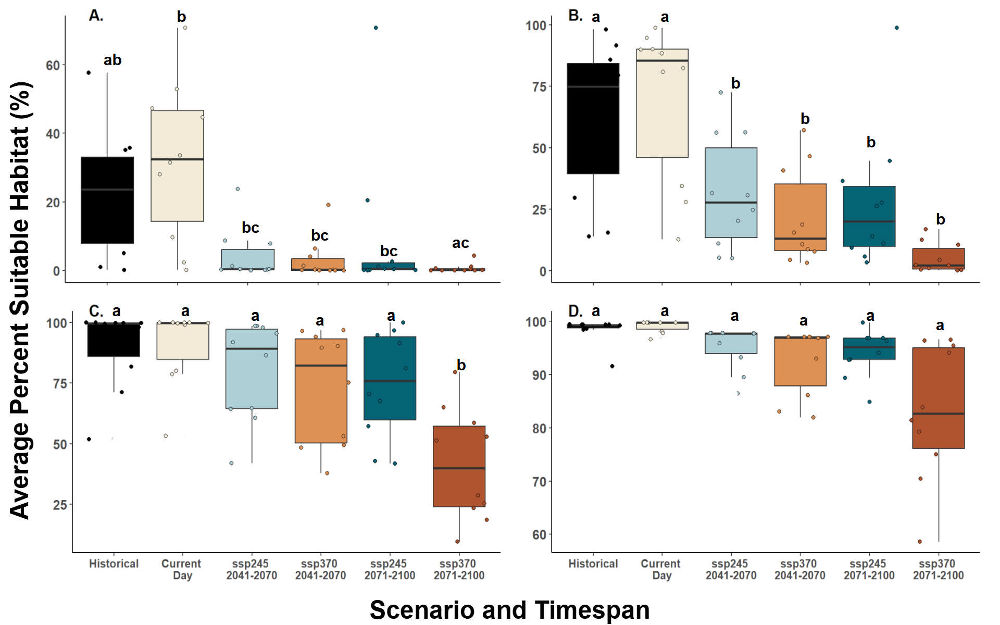 Average Percent Suitable Habitat (%)
A.
ab
b
bc
bc
bc
ac
60
40
20
0
B.
a
a
b
b
b
b
100
75
50
25
0
C.
a
a
a
a
a
b
100
75
50
25
D.
a
a
a
a
a
a
100
90
80
70
60
Historical
Current
Day
ssp245
2041-2070
ssp370
2041-2070
ssp245
2071-2100
ssp370
2071-2100
Historical
Current
Day
ssp245
2041-2070
ssp370
2041-2070
ssp245
2071-2100
ssp370
2071-2100
Scenario and Timespan